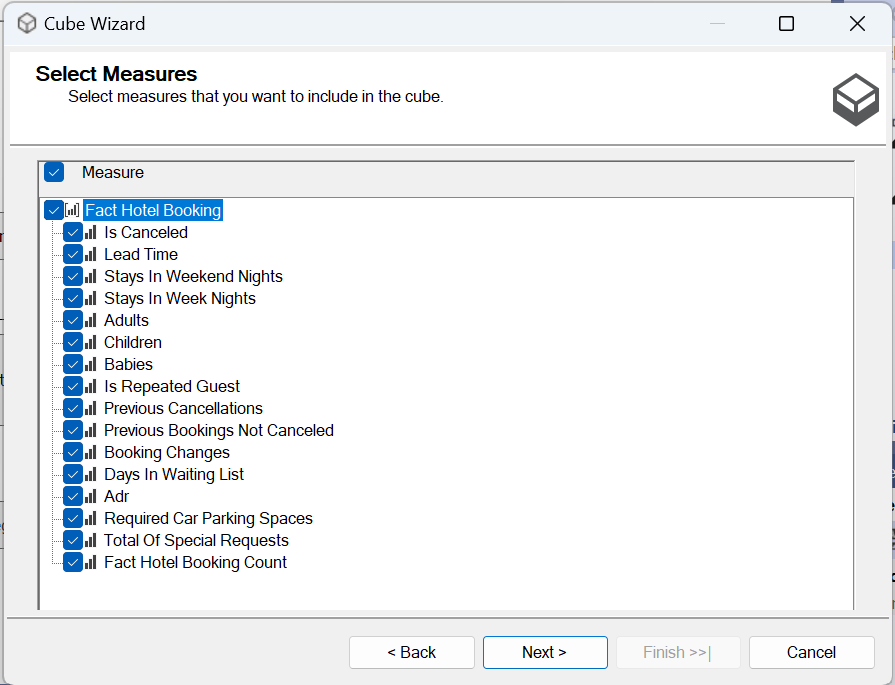 Cube Wizard
Select Measures
Select measures that you want to include in the cube.
Measure
Fact Hotel Booking
Is Canceled
Lead Time
Stays In Weekend Nights
Stays In Week Nights
Adults
Children
Babies
Is Repeated Guest
Previous Cancellations
Previous Bookings Not Canceled
Booking Changes
Days In Waiting List
Adr
Required Car Parking Spaces
Total Of Special Requests
Fact Hotel Booking Count
< Back Next > Finish >>| Cancel